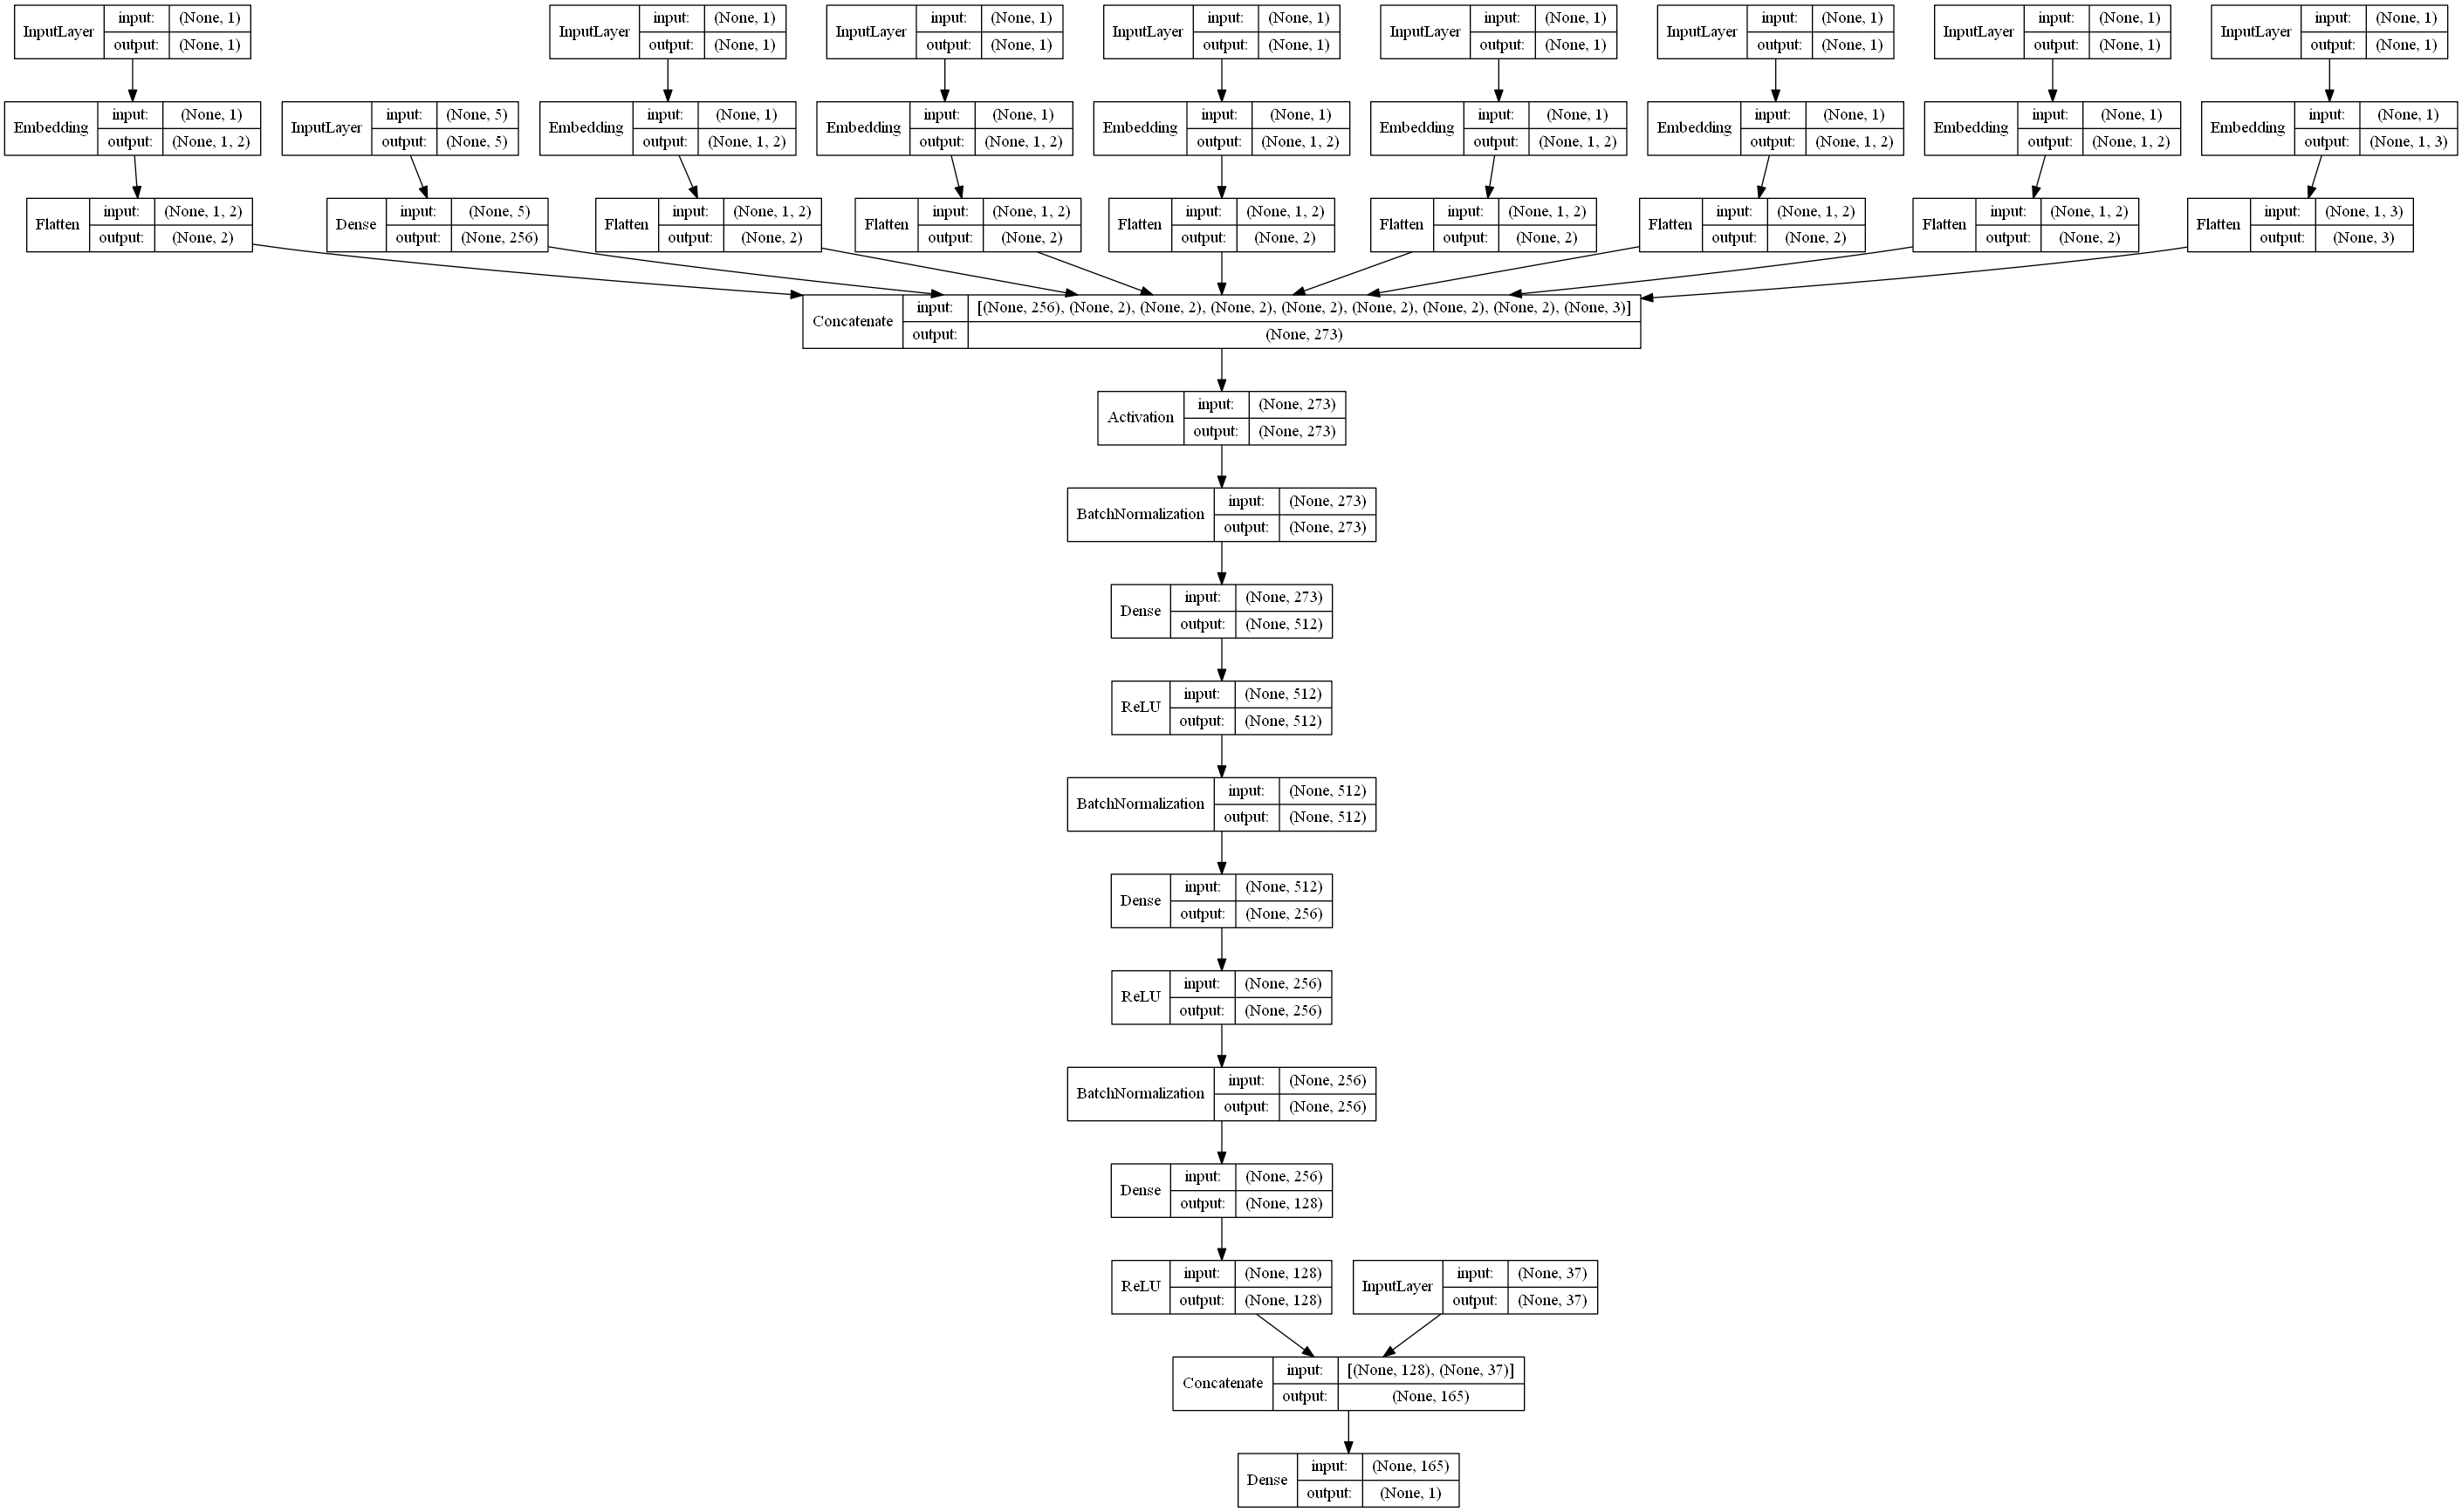 InputLayer input: (None, 1) output: (None, 1)
InputLayer input: (None, 1) output: (None, 1)
InputLayer input: (None, 1) output: (None, 1)
InputLayer input: (None, 1) output: (None, 1)
InputLayer input: (None, 1) output: (None, 1)
InputLayer input: (None, 1) output: (None, 1)
InputLayer input: (None, 1) output: (None, 1)
InputLayer input: (None, 1) output: (None, 1)
Embedding input: (None, 1) output: (None, 1, 2)
InputLayer input: (None, 5) output: (None, 5)
Embedding input: (None, 1) output: (None, 1, 2)
Embedding input: (None, 1) output: (None, 1, 2)
Embedding input: (None, 1) output: (None, 1, 2)
Embedding input: (None, 1) output: (None, 1, 2)
Embedding input: (None, 1) output: (None, 1, 2)
Embedding input: (None, 1) output: (None, 1, 2)
Embedding input: (None, 1) output: (None, 1, 3)
Flatten input: (None, 1, 2) output: (None, 2)
Dense input: (None, 5) output: (None, 256)
Flatten input: (None, 1, 2) output: (None, 2)
Flatten input: (None, 1, 2) output: (None, 2)
Flatten input: (None, 1, 2) output: (None, 2)
Flatten input: (None, 1, 2) output: (None, 2)
Flatten input: (None, 1, 2) output: (None, 2)
Flatten input: (None, 1, 2) output: (None, 2)
Flatten input: (None, 1, 3) output: (None, 3)
Concatenate input: [(None, 256), (None, 2), (None, 2), (None, 2), (None, 2), (None, 2), (None, 2), (None, 2), (None, 3)] output: (None, 273)
Activation input: (None, 273) output: (None, 273)
BatchNormalization input: (None, 273) output: (None, 273)
Dense input: (None, 273) output: (None, 512)
ReLU input: (None, 512) output: (None, 512)
BatchNormalization input: (None, 512) output: (None, 512)
Dense input: (None, 512) output: (None, 256)
ReLU input: (None, 256) output: (None, 256)
BatchNormalization input: (None, 256) output: (None, 256)
Dense input: (None, 256) output: (None, 128)
ReLU input: (None, 128) output: (None, 128)
InputLayer input: (None, 37) output: (None, 37)
Concatenate input: [(None, 128), (None, 37)] output: (None, 165)
Dense input: (None, 165) output: (None, 1)